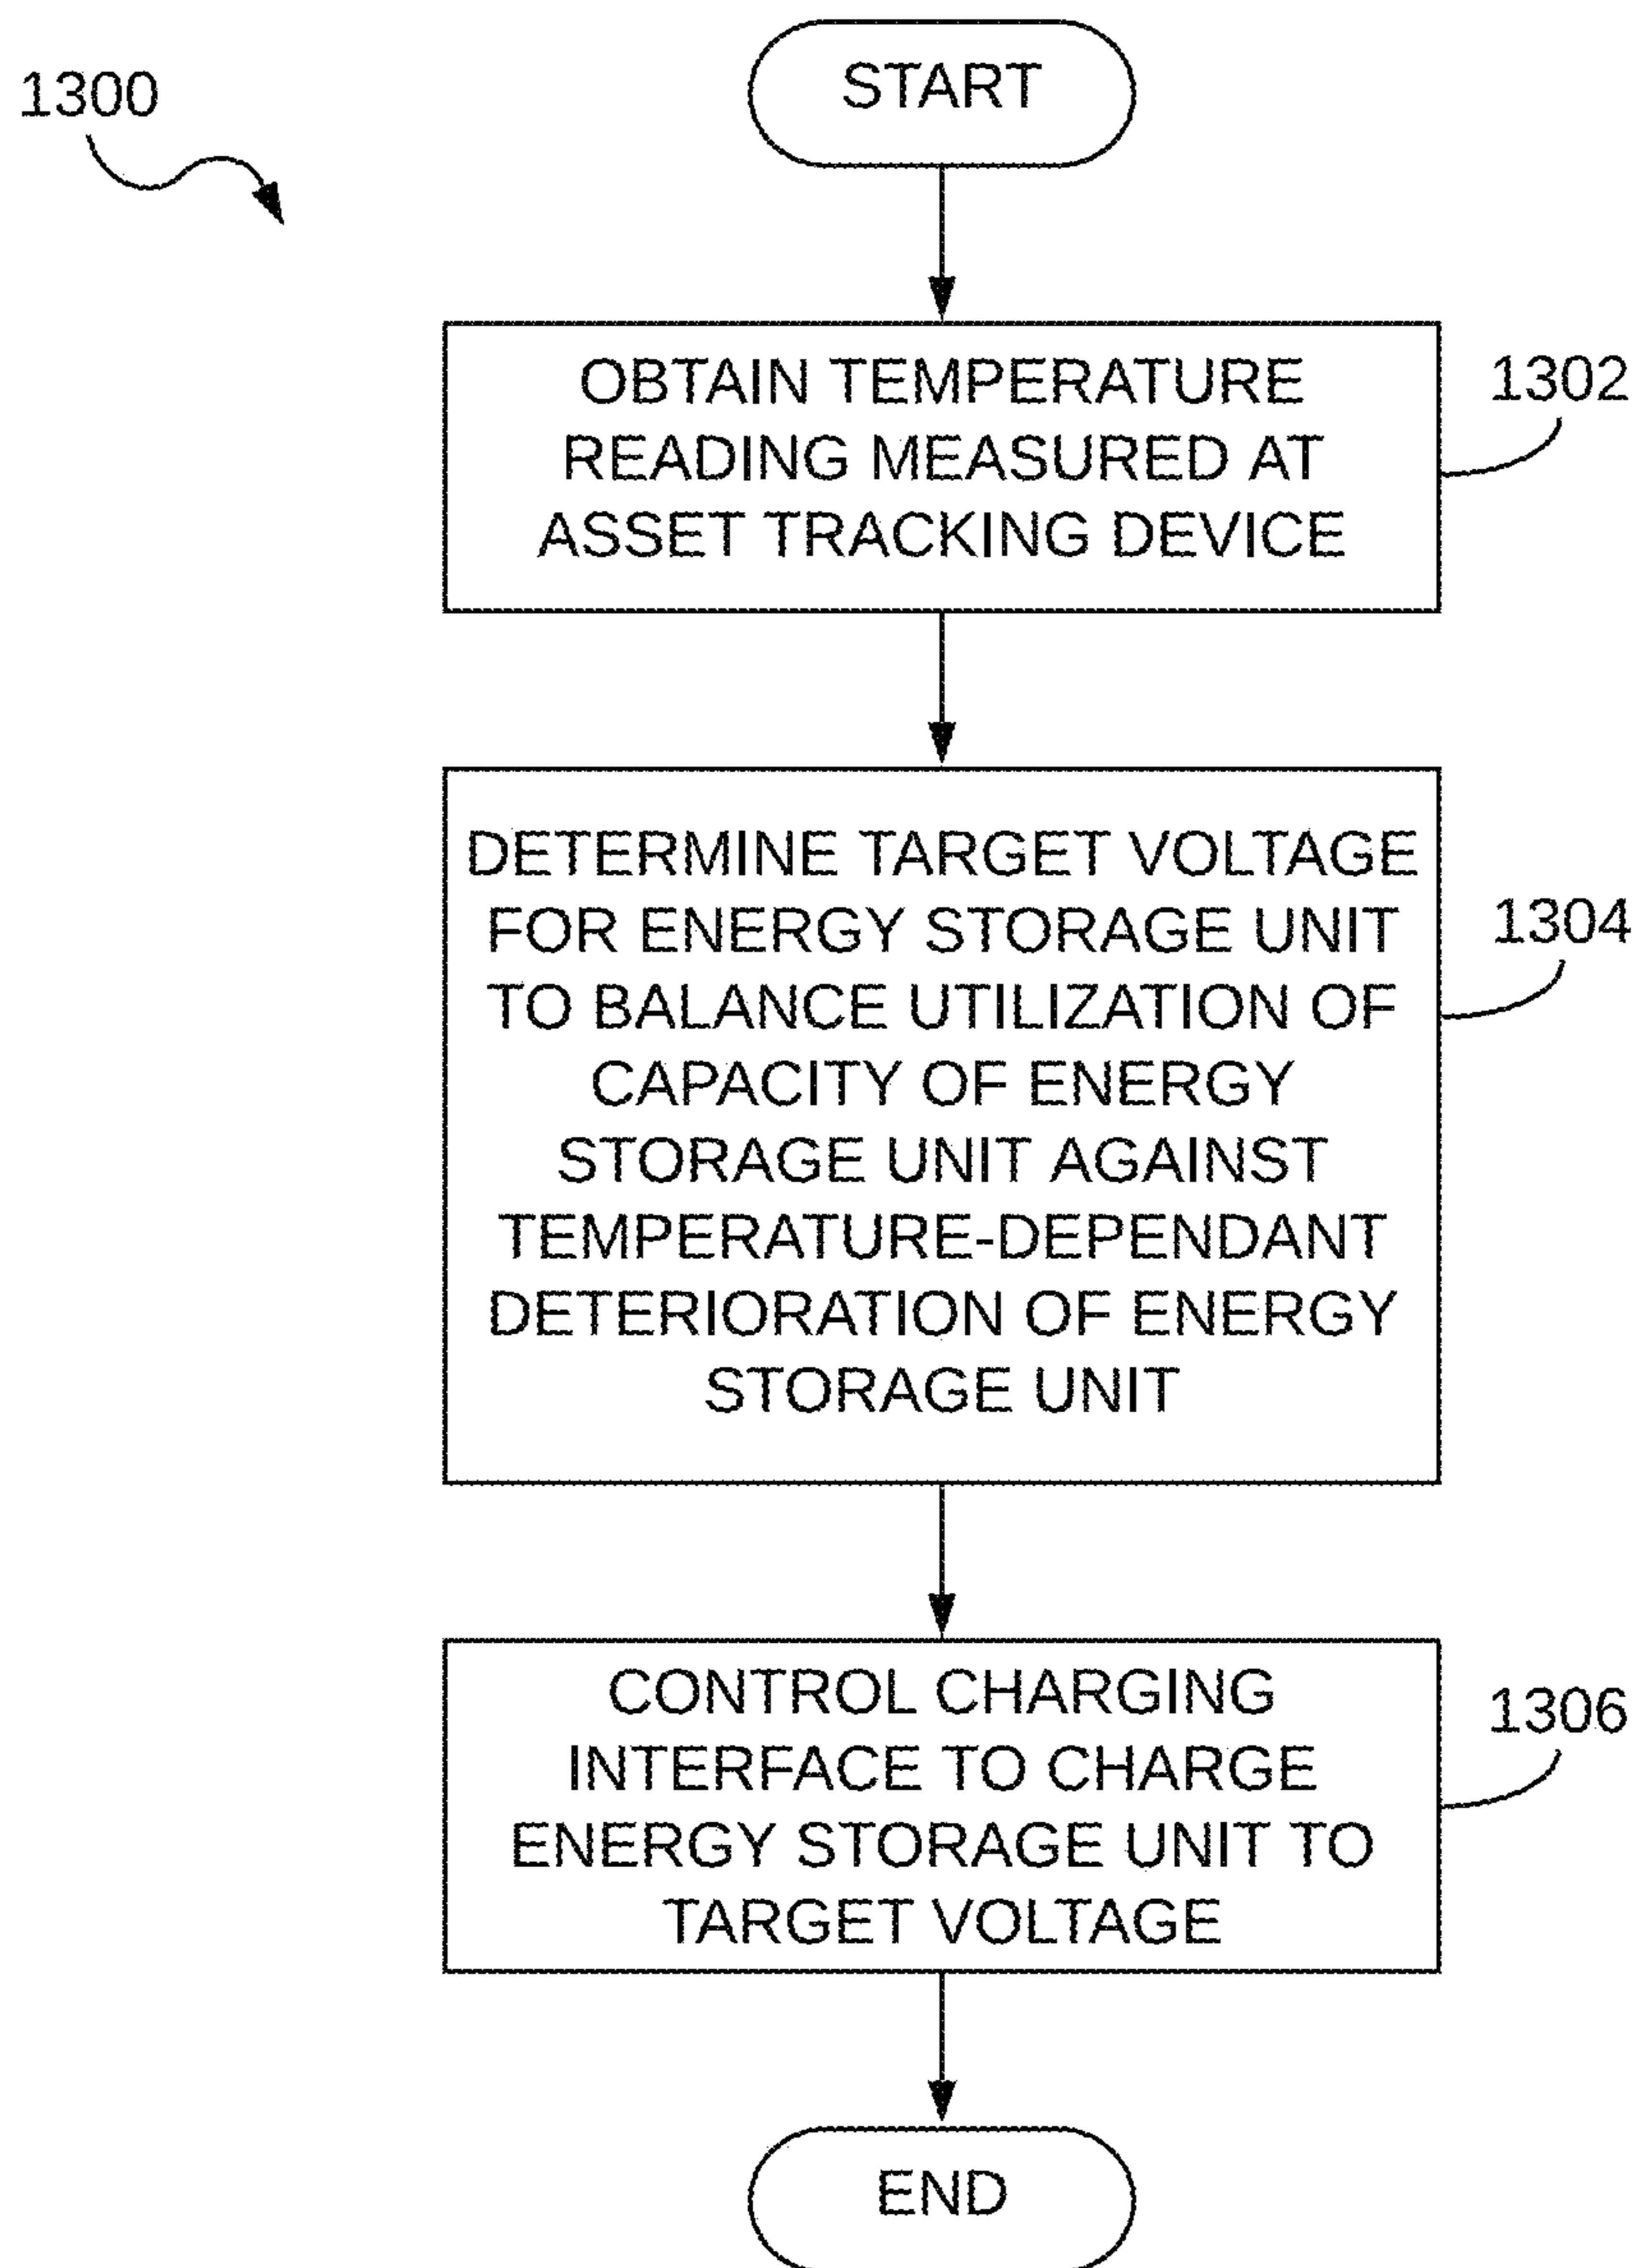 1300
START
OBTAIN TEMPERATURE
READING MEASURED AT
ASSET TRACKING DEVICE
1302
DETERMINE TARGET VOLTAGE
FOR ENERGY STORAGE UNIT
TO BALANCE UTILIZATION OF
CAPACITY OF ENERGY
STORAGE UNIT AGAINST
TEMPERATURE-DEPENDANT
DETERIORATION OF ENERGY
STORAGE UNIT
1304
CONTROL CHARGING
INTERFACE TO CHARGE
ENERGY STORAGE UNIT TO
TARGET VOLTAGE
1306
END